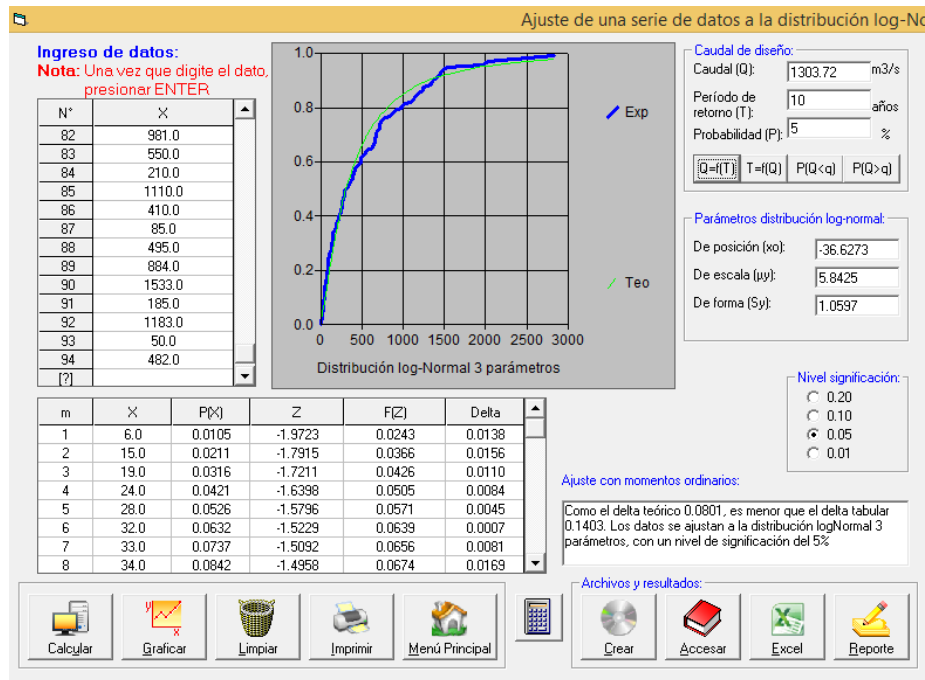 Ajuste de una serie de datos a la distribución log-No
Ingreso de datos:
Nota: Una vez que digite el dato,
presionar ENTER
N° X
82 981.0
83 550.0
84 210.0
85 1110.0
86 410.0
87 85.0
88 495.0
89 884.0
90 1533.0
91 185.0
92 1183.0
93 50.0
94 482.0
[?]
1.0
0.8
0.6
0.4
0.2
0.0
0 500 1000 1500 2000 2500 3000
Exp
Teo
Distribución log-Normal 3 parámetros
Caudal de diseño:
Caudal (Q): 1303.72 m3/s
Período de
retorno (T): 10 años
Probabilidad (P): 5 %
Q=f(T) T=f(Q) P(Q<q) P(Q>q)
Parámetros distribución log-normal:
De posición (xo): -36.6273
De escala (µy): 5.8425
De forma (Sy): 1.0597
Nivel significación:
0.20
0.10
0.05
0.01
m X P(X) Z F(Z) Delta
1 6.0 0.0105 -1.9723 0.0243 0.0138
2 15.0 0.0211 -1.7915 0.0366 0.0156
3 19.0 0.0316 -1.7211 0.0426 0.0110
4 24.0 0.0421 -1.6398 0.0505 0.0084
5 28.0 0.0526 -1.5796 0.0571 0.0045
6 32.0 0.0632 -1.5229 0.0639 0.0007
7 33.0 0.0737 -1.5092 0.0656 0.0081
8 34.0 0.0842 -1.4958 0.0674 0.0169
Ajuste con momentos ordinarios:
Como el delta teórico 0.0801, es menor que el delta tabular
0.1403. Los datos se ajustan a la distribución logNormal 3
parámetros, con un nivel de significación del 5%
Calcular Graficar Limpiar Imprimir Menú Principal
Archivos y resultados:
Crear Accesar Excel Reporte